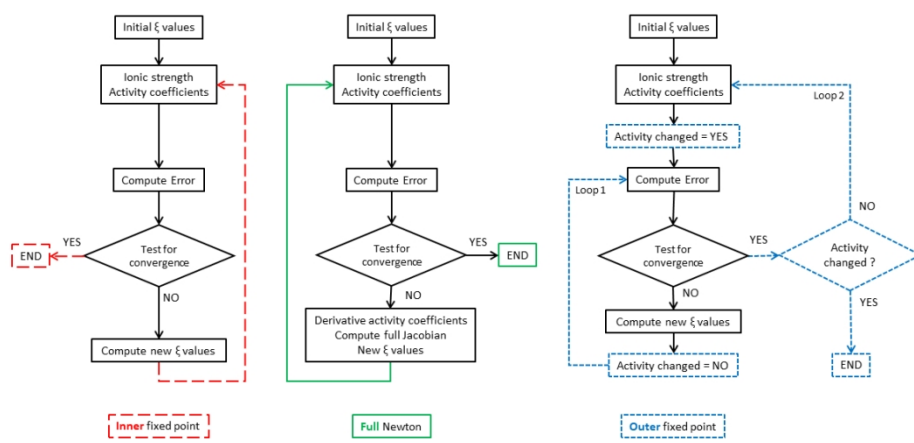 Initial ξ values
Ionic strength
Activity coefficients
Compute Error
Test for
convergence
YES
END
NO
Compute new ξ values
Inner fixed point
Initial ξ values
Ionic strength
Activity coefficients
Compute Error
Test for
convergence
YES
END
NO
Derivative activity coefficients
Compute full Jacobian
New ξ values
Full Newton
Initial ξ values
Ionic strength
Activity coefficients
Loop 2
Activity changed = YES
Loop 1
Compute Error
Test for
convergence
YES
Activity
changed ?
NO
YES
END
NO
Compute new ξ values
Activity changed = NO
Outer fixed point